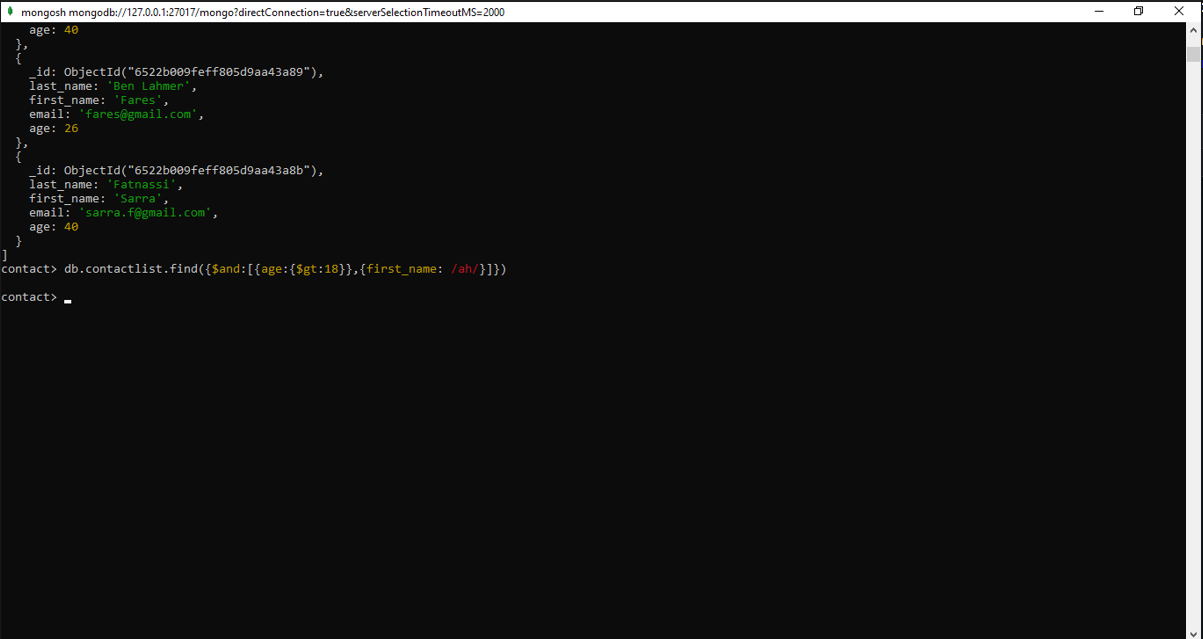 mongosh mongodb://127.0.0.1:27017/mongo?directConnection=true&serverSelectionTimeoutMS=2000
    age: 40
  },
  {
    _id: ObjectId("6522b009feff805d9aa43a89"),
    last_name: 'Ben Lahmer',
    first_name: 'Fares',
    email: 'fares@gmail.com',
    age: 26
  },
  {
    _id: ObjectId("6522b009feff805d9aa43a8b"),
    last_name: 'Fatnassi',
    first_name: 'Sarra',
    email: 'sarra.f@gmail.com',
    age: 40
  }
]
contact> db.contactlist.find({$and:[{age:{$gt:18}},{first_name: /ah/}]})
contact>